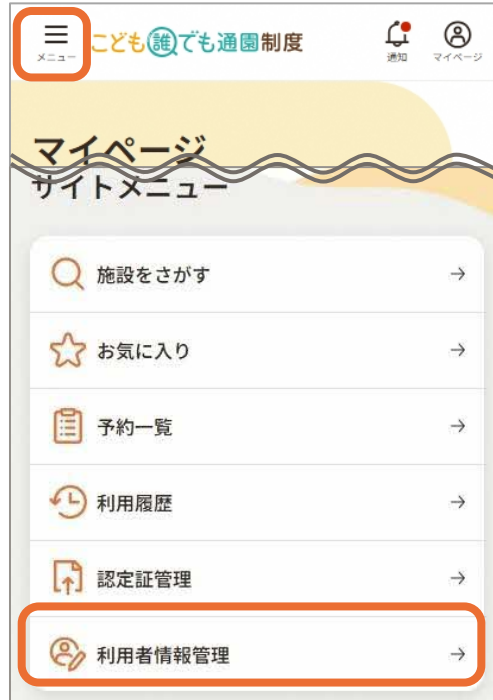 メニュー
こども誰でも通園制度
通知
マイページ
マイページ
サイトメニュー
施設をさがす
お気に入り
予約一覧
利用履歴
認定証管理
利用者情報管理